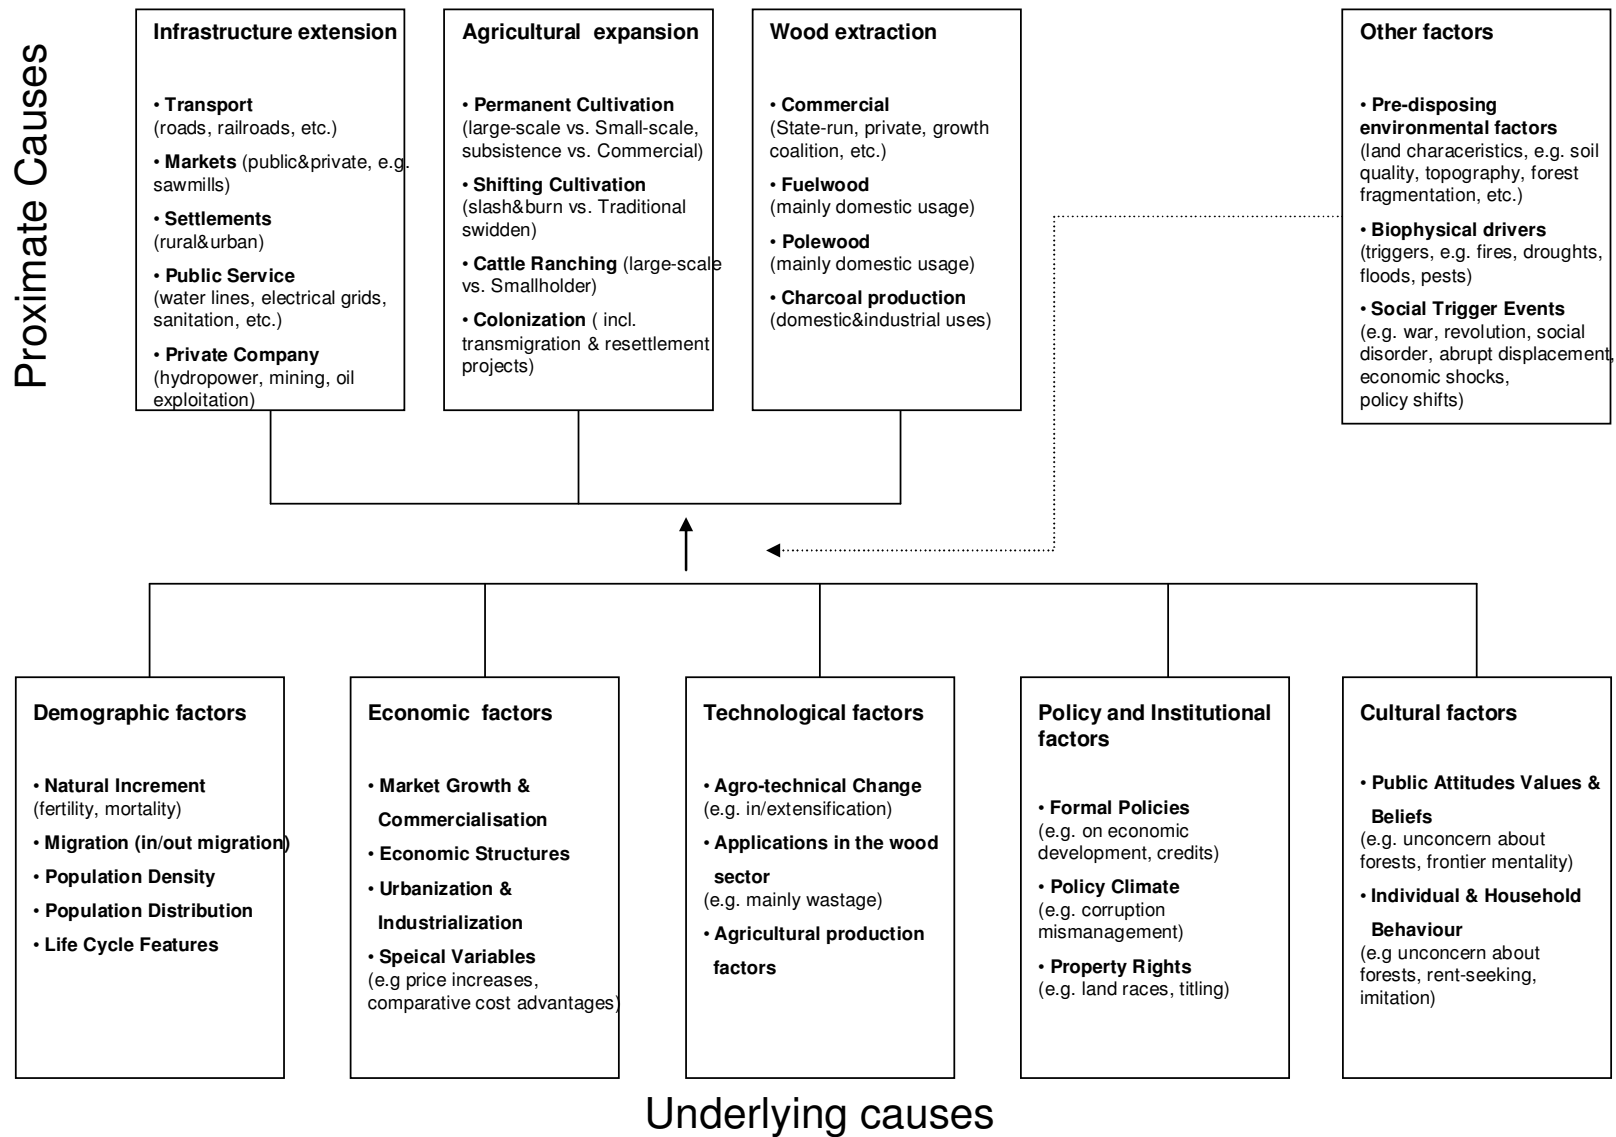 Proximate Causes
Infrastructure extension
• Transport
(roads, railroads, etc.)
• Markets (public&private, e.g.
sawmills)
• Settlements
(rural&urban)
• Public Service
(water lines, electrical grids,
sanitation, etc.)
• Private Company
(hydropower, mining, oil
exploitation)
Agricultural expansion
• Permanent Cultivation
(large-scale vs. Small-scale,
subsistence vs. Commercial)
• Shifting Cultivation
(slash&burn vs. Traditional
swidden)
• Cattle Ranching (large-scale
vs. Smallholder)
• Colonization ( incl.
transmigration & resettlement
projects)
Wood extraction
• Commercial
(State-run, private, growth
coalition, etc.)
• Fuelwood
(mainly domestic usage)
• Polewood
(mainly domestic usage)
• Charcoal production
(domestic&industrial uses)
Other factors
• Pre-disposing
environmental factors
(land characeristics, e.g. soil
quality, topography, forest
fragmentation, etc.)
• Biophysical drivers
(triggers, e.g. fires, droughts,
floods, pests)
• Social Trigger Events
(e.g. war, revolution, social
disorder, abrupt displacement,
economic shocks,
policy shifts)
Demographic factors
• Natural Increment
(fertility, mortality)
• Migration (in/out migration)
• Population Density
• Population Distribution
• Life Cycle Features
Economic factors
• Market Growth &
Commercialisation
• Economic Structures
• Urbanization &
Industrialization
• Speical Variables
(e.g price increases,
comparative cost advantages)
Technological factors
• Agro-technical Change
(e.g. in/extensification)
• Applications in the wood
sector
(e.g. mainly wastage)
• Agricultural production
factors
Policy and Institutional
factors
• Formal Policies
(e.g. on economic
development, credits)
• Policy Climate
(e.g. corruption
mismanagement)
• Property Rights
(e.g. land races, titling)
Cultural factors
• Public Attitudes Values &
Beliefs
(e.g. unconcern about
forests, frontier mentality)
• Individual & Household
Behaviour
(e.g unconcern about
forests, rent-seeking,
imitation)
Underlying causes